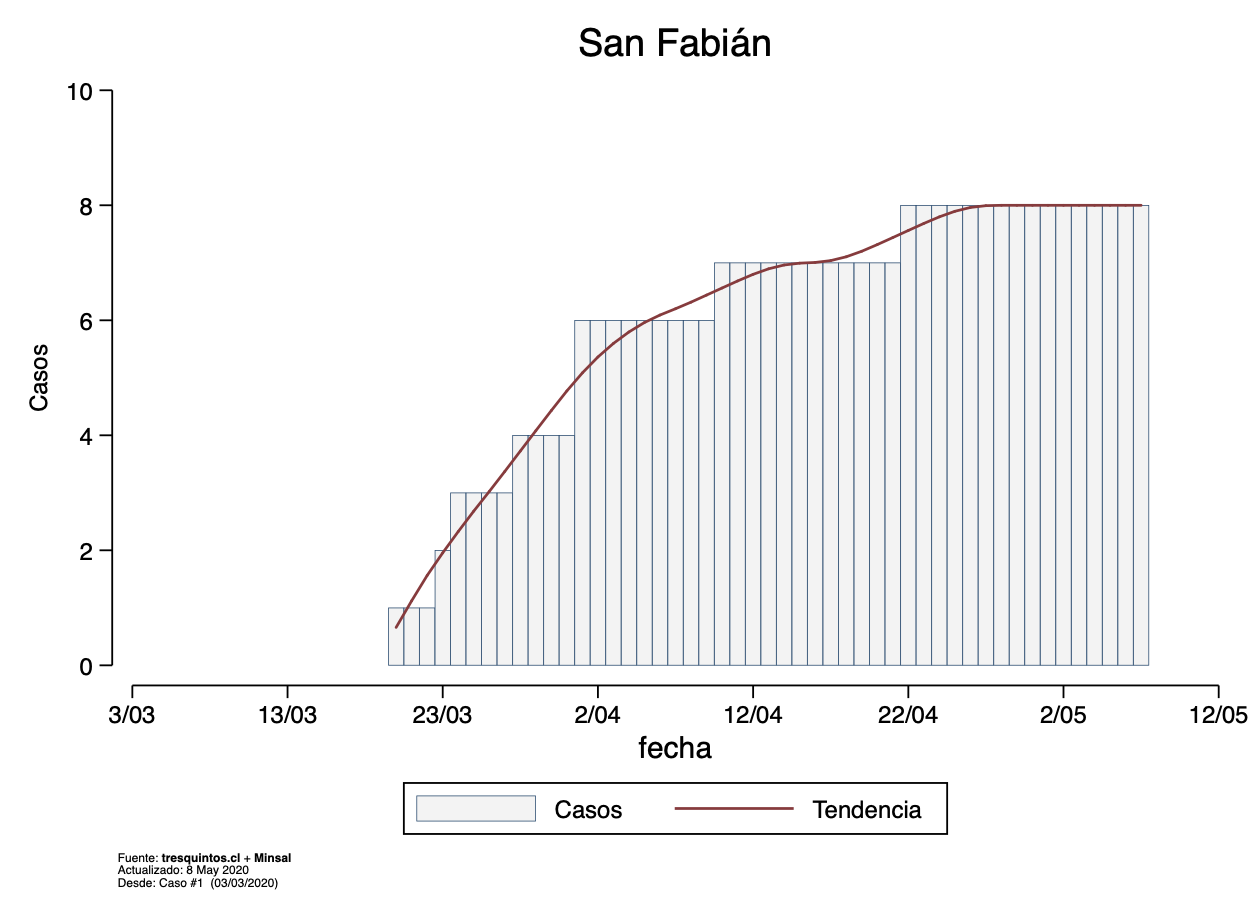 San Fabián
10
8
6
4
2
0
Casos
3/03 13/03 23/03 2/04 12/04 22/04 2/05 12/05
fecha
Casos Tendencia
Fuente: tresquintos.cl + Minsal
Actualizado: 8 May 2020
Desde: Caso #1 (03/03/2020)